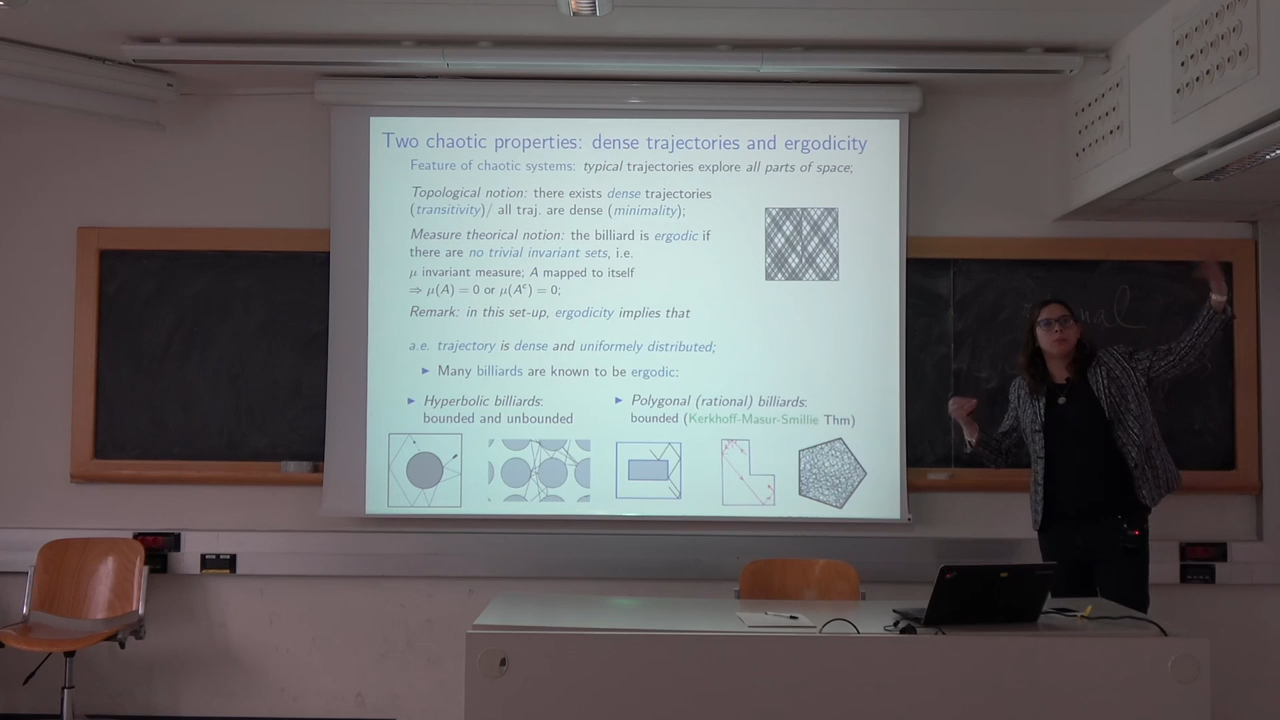 Two chaotic properties: dense trajectories and ergodicity
Feature of chaotic systems: typical trajectories explore all parts of space;
Topological notion: there exists dense trajectories
(transitivity)/ all traj. are dense (minimality);
Measure theorical notion: the billiard is ergodic if
there are no trivial invariant sets, i.e.
μ invariant measure; A mapped to itself
⇒ μ(A) = 0 or μ(Aᶜ) = 0;
Remark: in this set-up, ergodicity implies that
a.e. trajectory is dense and uniformely distributed;
▶ Many billiards are known to be ergodic:
▶ Hyperbolic billiards:
bounded and unbounded
▶ Polygonal (rational) billiards:
bounded (Kerkhoff-Masur-Smillie Thm)